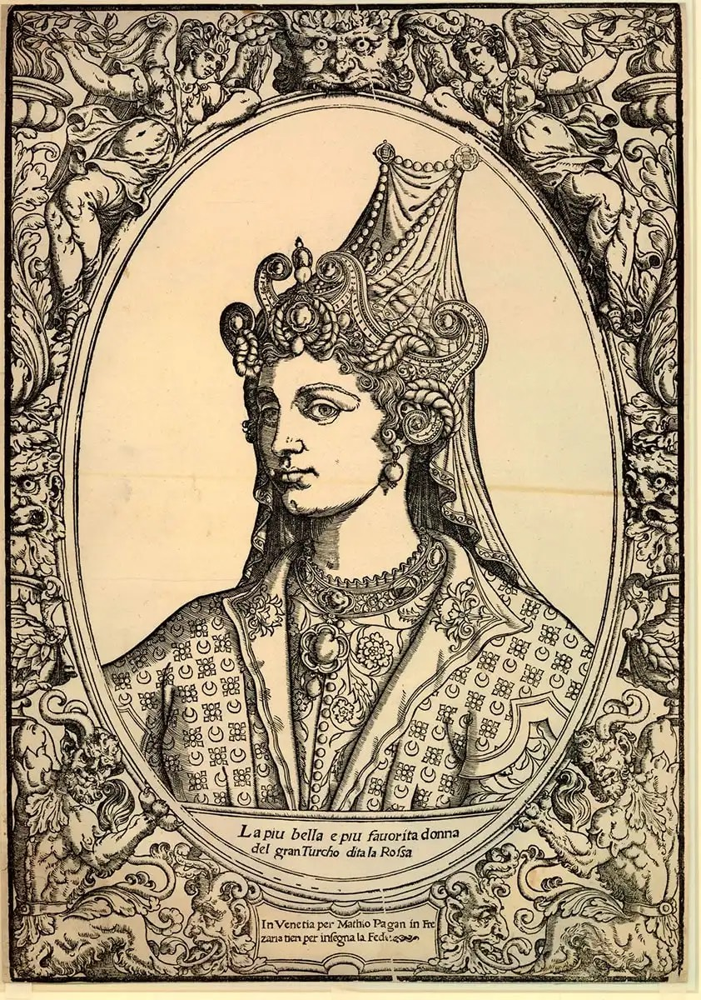 La piu bella e piu fauorita donna
del gran Turcho dita la Rossa
In Venetia per Mathio Pagan in Fre
zaria tien per insegna la Fede